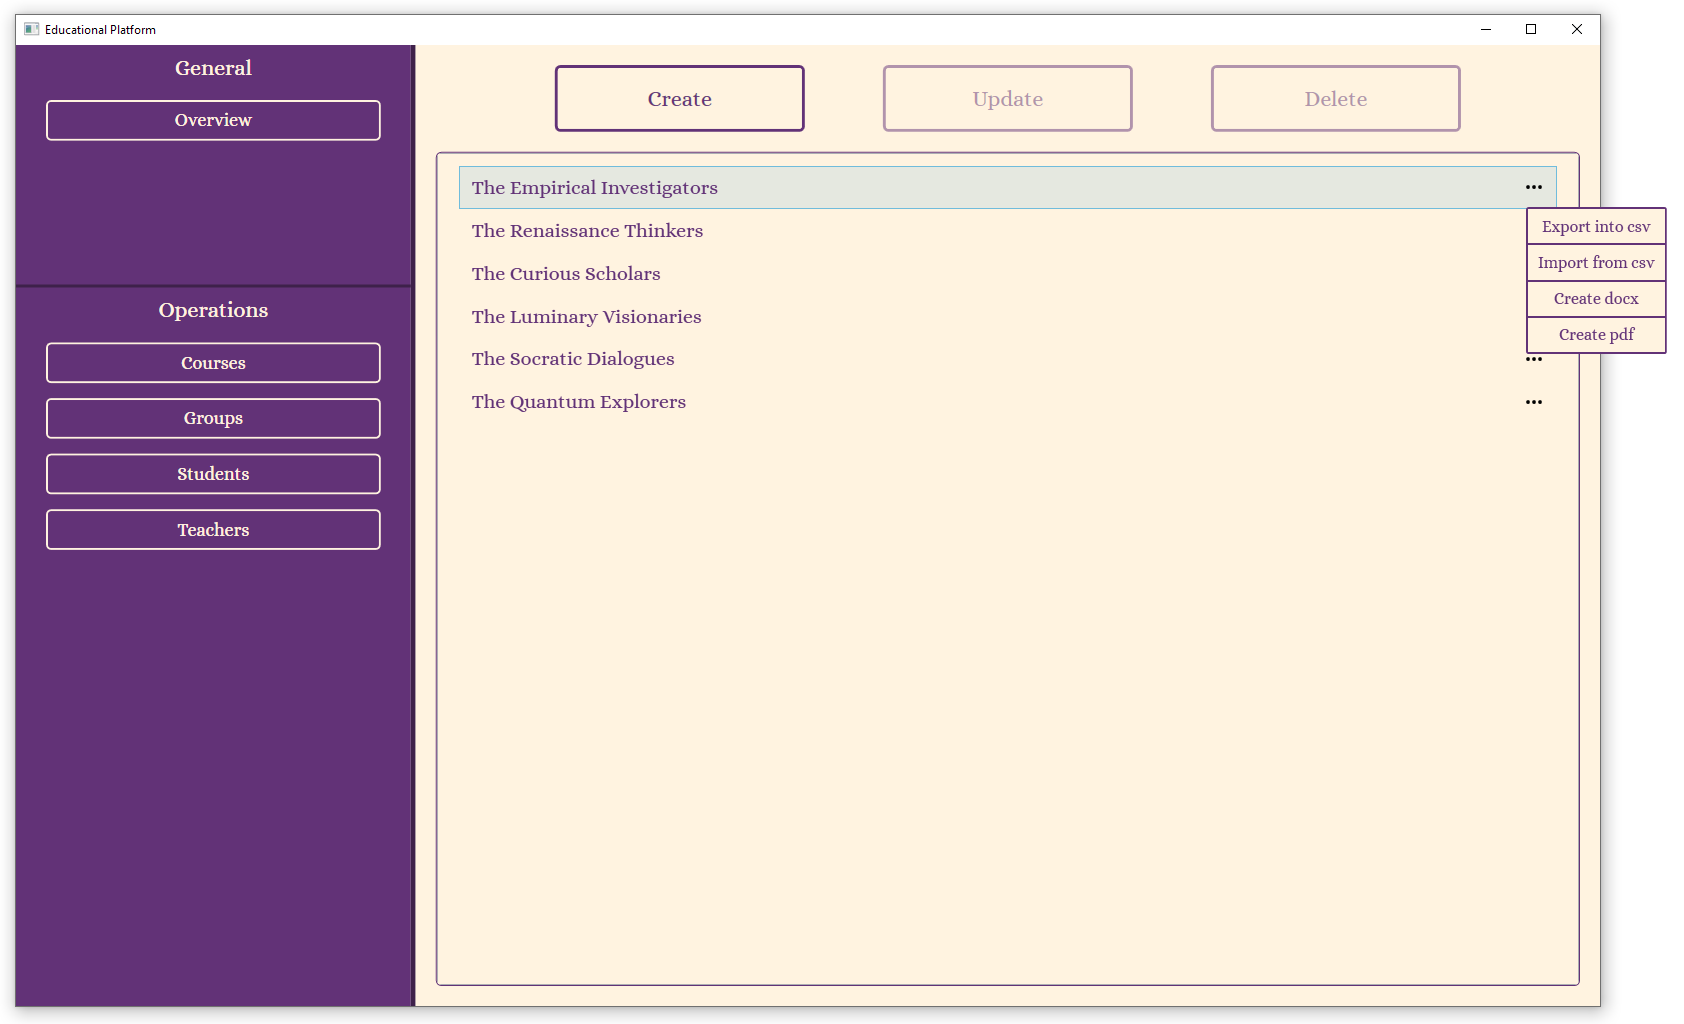 Educational Platform
General
Overview
Operations
Courses
Groups
Students
Teachers
Create
Update
Delete
The Empirical Investigators
The Renaissance Thinkers
The Curious Scholars
The Luminary Visionaries
The Socratic Dialogues
The Quantum Explorers
Export into csv
Import from csv
Create docx
Create pdf